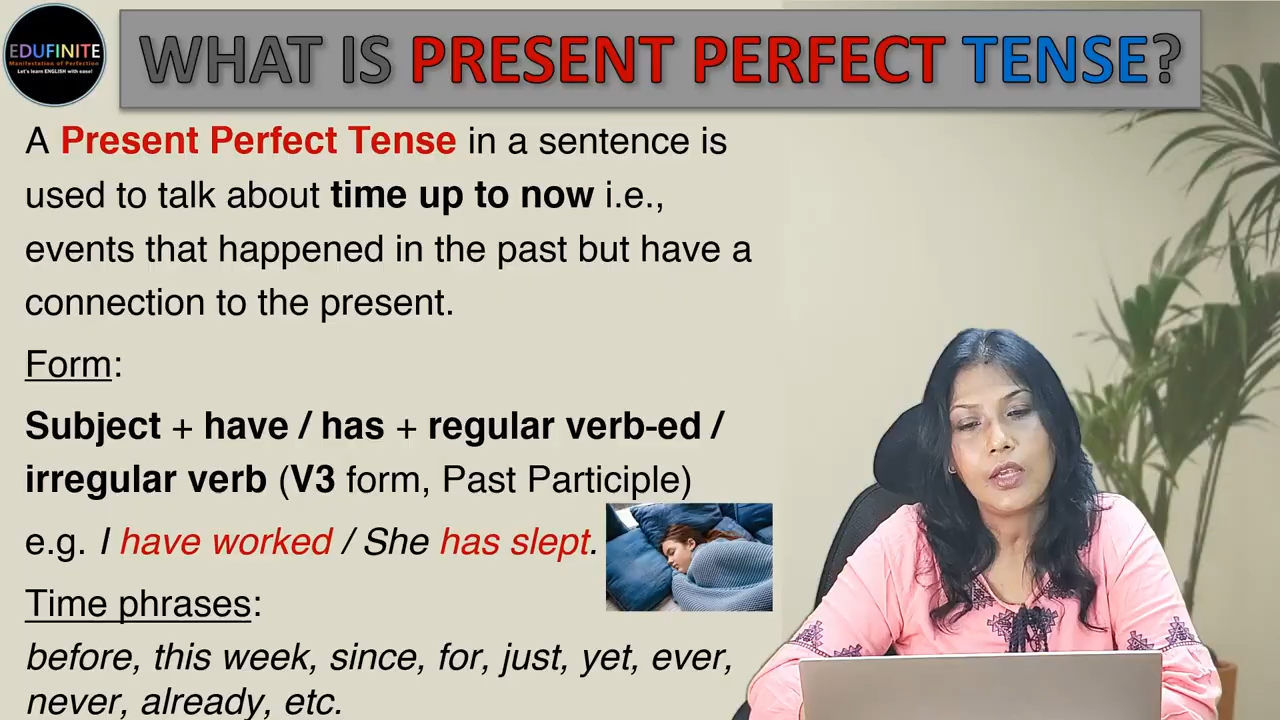 EDUFINITE
Manifestation of Perfection
Let's learn ENGLISH with ease!
WHAT IS PRESENT PERFECT TENSE?
A Present Perfect Tense in a sentence is
used to talk about time up to now i.e.,
events that happened in the past but have a
connection to the present.
Form:
Subject + have / has + regular verb-ed /
irregular verb (V3 form, Past Participle)
e.g. I have worked / She has slept.
Time phrases:
before, this week, since, for, just, yet, ever,
never, already, etc.